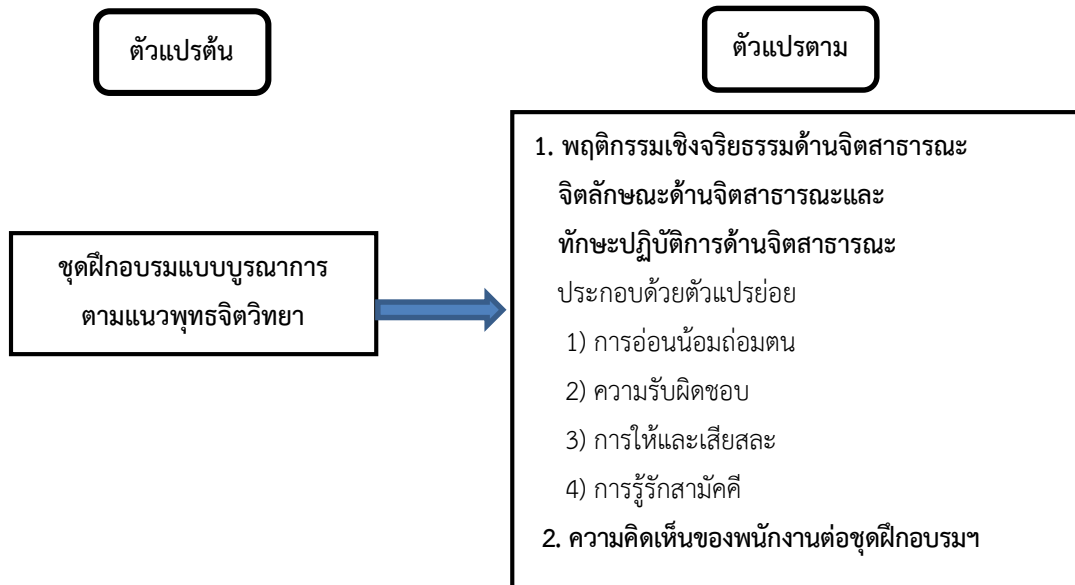 ตัวแปรต้น
ตัวแปรตาม
ชุดฝึกอบรมแบบบูรณาการ
ตามแนวพุทธจิตวิทยา
1. พฤติกรรมเชิงจริยธรรมด้านจิตสาธารณะ
จิตลักษณะด้านจิตสาธารณะและ
ทักษะปฏิบัติการด้านจิตสาธารณะ
ประกอบด้วยตัวแปรย่อย
1) การอ่อนน้อมถ่อมตน
2) ความรับผิดชอบ
3) การให้และเสียสละ
4) การรู้รักสามัคคี
2. ความคิดเห็นของพนักงานต่อชุดฝึกอบรมฯ